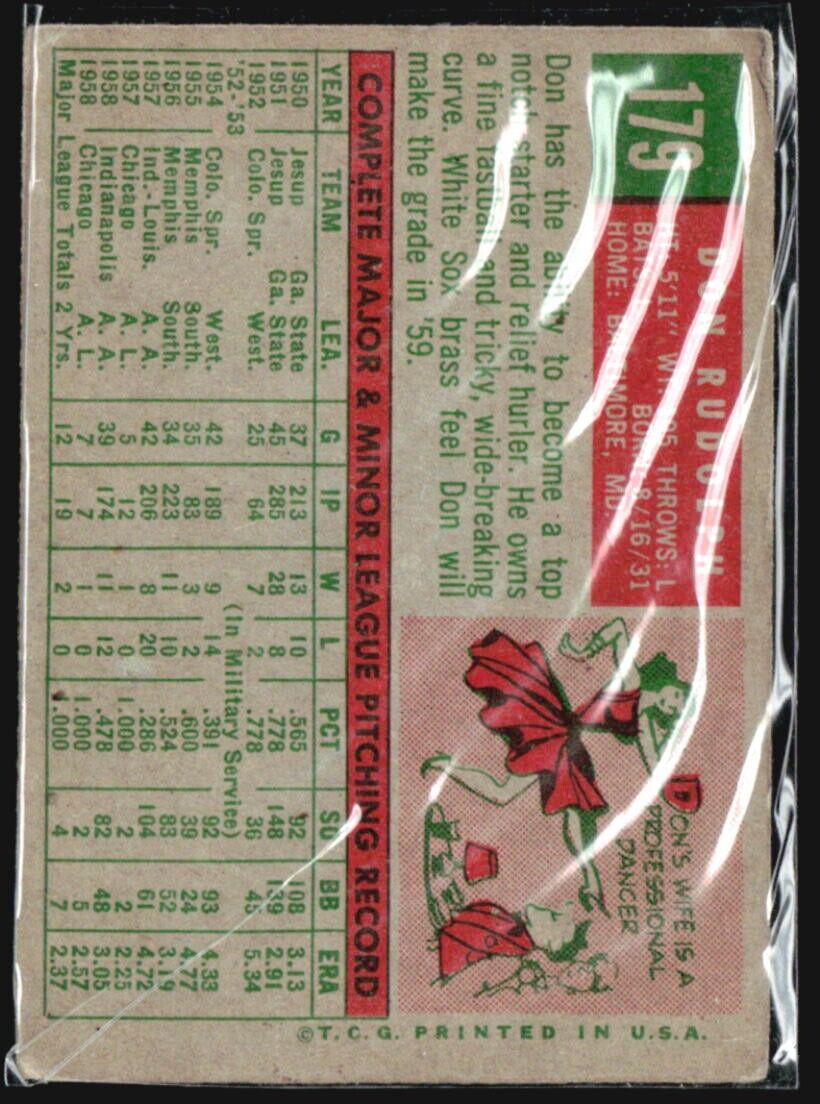 179
DON RUDOLPH
HT: 5'11" WT: 195 THROWS: L
BATS: L BORN: 8/16/31
HOME: BALTIMORE, MD.
Don has the ability to become a top
notch starter and relief hurler. He owns
a fine fastball and tricky, wide-breaking
curve. White Sox brass feel Don will
make the grade in '59.
DON'S WIFE IS A
PROFESSIONAL
DANCER
COMPLETE MAJOR & MINOR LEAGUE PITCHING RECORD
YEAR TEAM LEA. G IP W L PCT SO BB ERA
1950 Jesup Ga. State 37 213 13 10 .565 92 108 3.13
1951 Jesup Ga. State 45 285 28 8 .778 148 139 2.91
1952 Colo. Spr. West. 25 64 7 2 .778 36 45 5.34
'52-'53 (In Military Service)
1954 Colo. Spr. West. 42 189 9 14 .391 92 93 4.33
1955 Memphis South. 35 83 3 2 .600 39 24 4.77
1956 Memphis South. 34 223 11 10 .524 83 52 3.19
1957 Ind.-Louis. A. A. 42 206 8 20 .286 104 61 4.72
1957 Chicago A. L. 5 12 1 0 1.000 2 2 2.25
1958 Indianapolis A. A. 39 174 11 12 .478 82 48 3.05
1958 Chicago A. L. 7 7 1 0 1.000 2 5 2.57
Major League Totals 2 Yrs. 12 19 2 0 1.000 4 7 2.37
©T.C.G. PRINTED IN U.S.A.